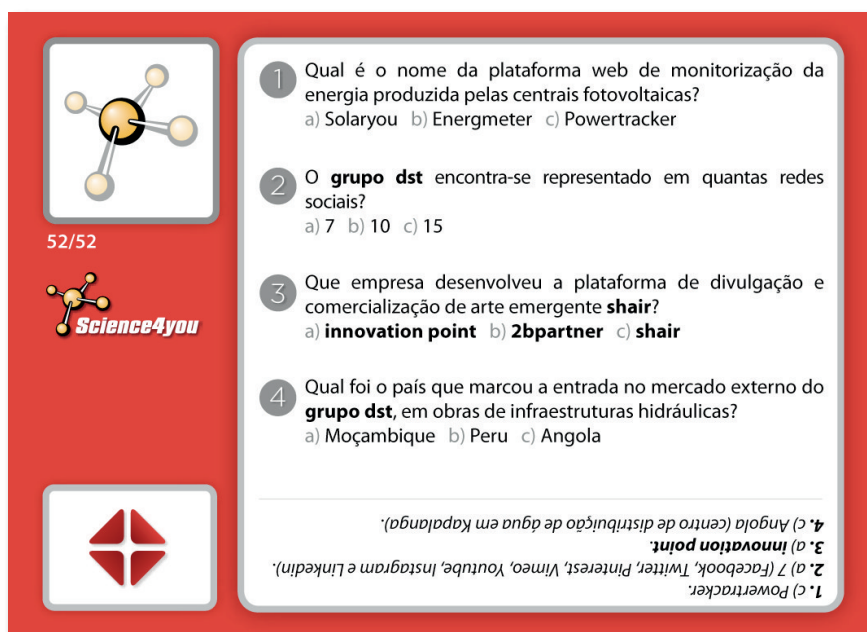 1 Qual é o nome da plataforma web de monitorização da
energia produzida pelas centrais fotovoltaicas?
a) Solaryou b) Energmeter c) Powertracker
2 O grupo dst encontra-se representado em quantas redes
sociais?
a) 7 b) 10 c) 15
52/52
3 Que empresa desenvolveu a plataforma de divulgação e
comercialização de arte emergente shair?
a) innovation point b) 2bpartner c) shair
Science4you
4 Qual foi o país que marcou a entrada no mercado externo do
grupo dst, em obras de infraestruturas hidráulicas?
a) Moçambique b) Peru c) Angola
1. c) Powertracker.
2. a) 7 (Facebook, Twitter, Pinterest, Vimeo, Youtube, Instagram e Linkedin).
3. a) innovation point.
4. c) Angola (centro de distribuição de água em Kapalanga).